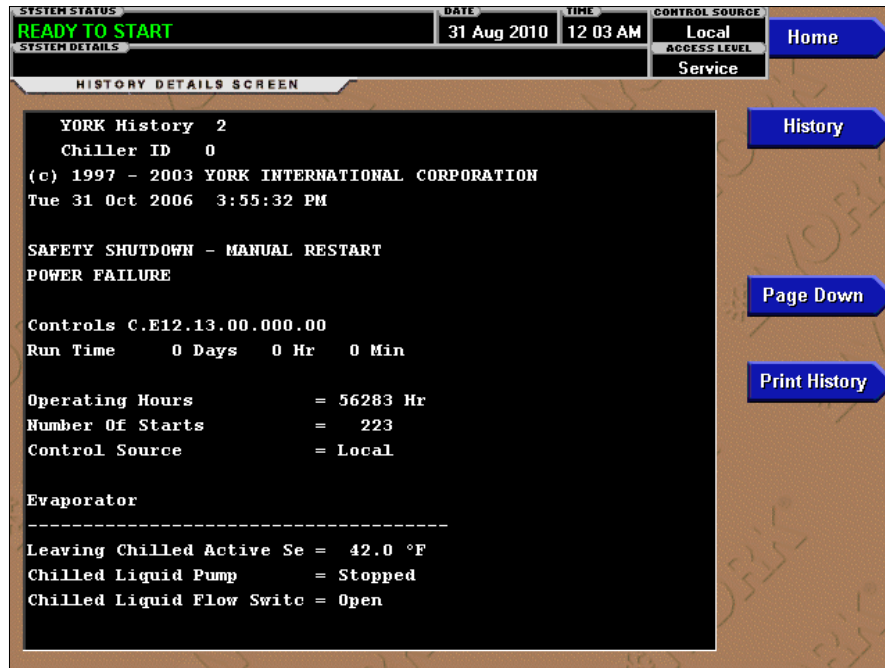 SYSTEM STATUS
READY TO START
SYSTEM DETAILS
DATE
31 Aug 2010
TIME
12 03 AM
CONTROL SOURCE
Local
ACCESS LEVEL
Service
Home
HISTORY DETAILS SCREEN
YORK History 2
Chiller ID 0
(c) 1997 - 2003 YORK INTERNATIONAL CORPORATION
Tue 31 Oct 2006 3:55:32 PM
SAFETY SHUTDOWN - MANUAL RESTART
POWER FAILURE
Controls C.E12.13.00.000.00
Run Time 0 Days 0 Hr 0 Min
Operating Hours = 56283 Hr
Number Of Starts = 223
Control Source = Local
Evaporator
--------------------------------------
Leaving Chilled Active Se = 42.0 °F
Chilled Liquid Pump = Stopped
Chilled Liquid Flow Switc = Open
History
Page Down
Print History